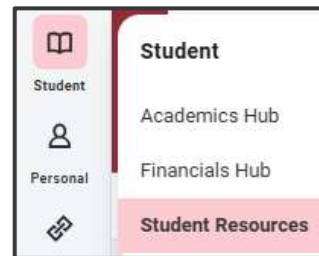 Student
Personal
Student
Academics Hub
Financials Hub
Student Resources